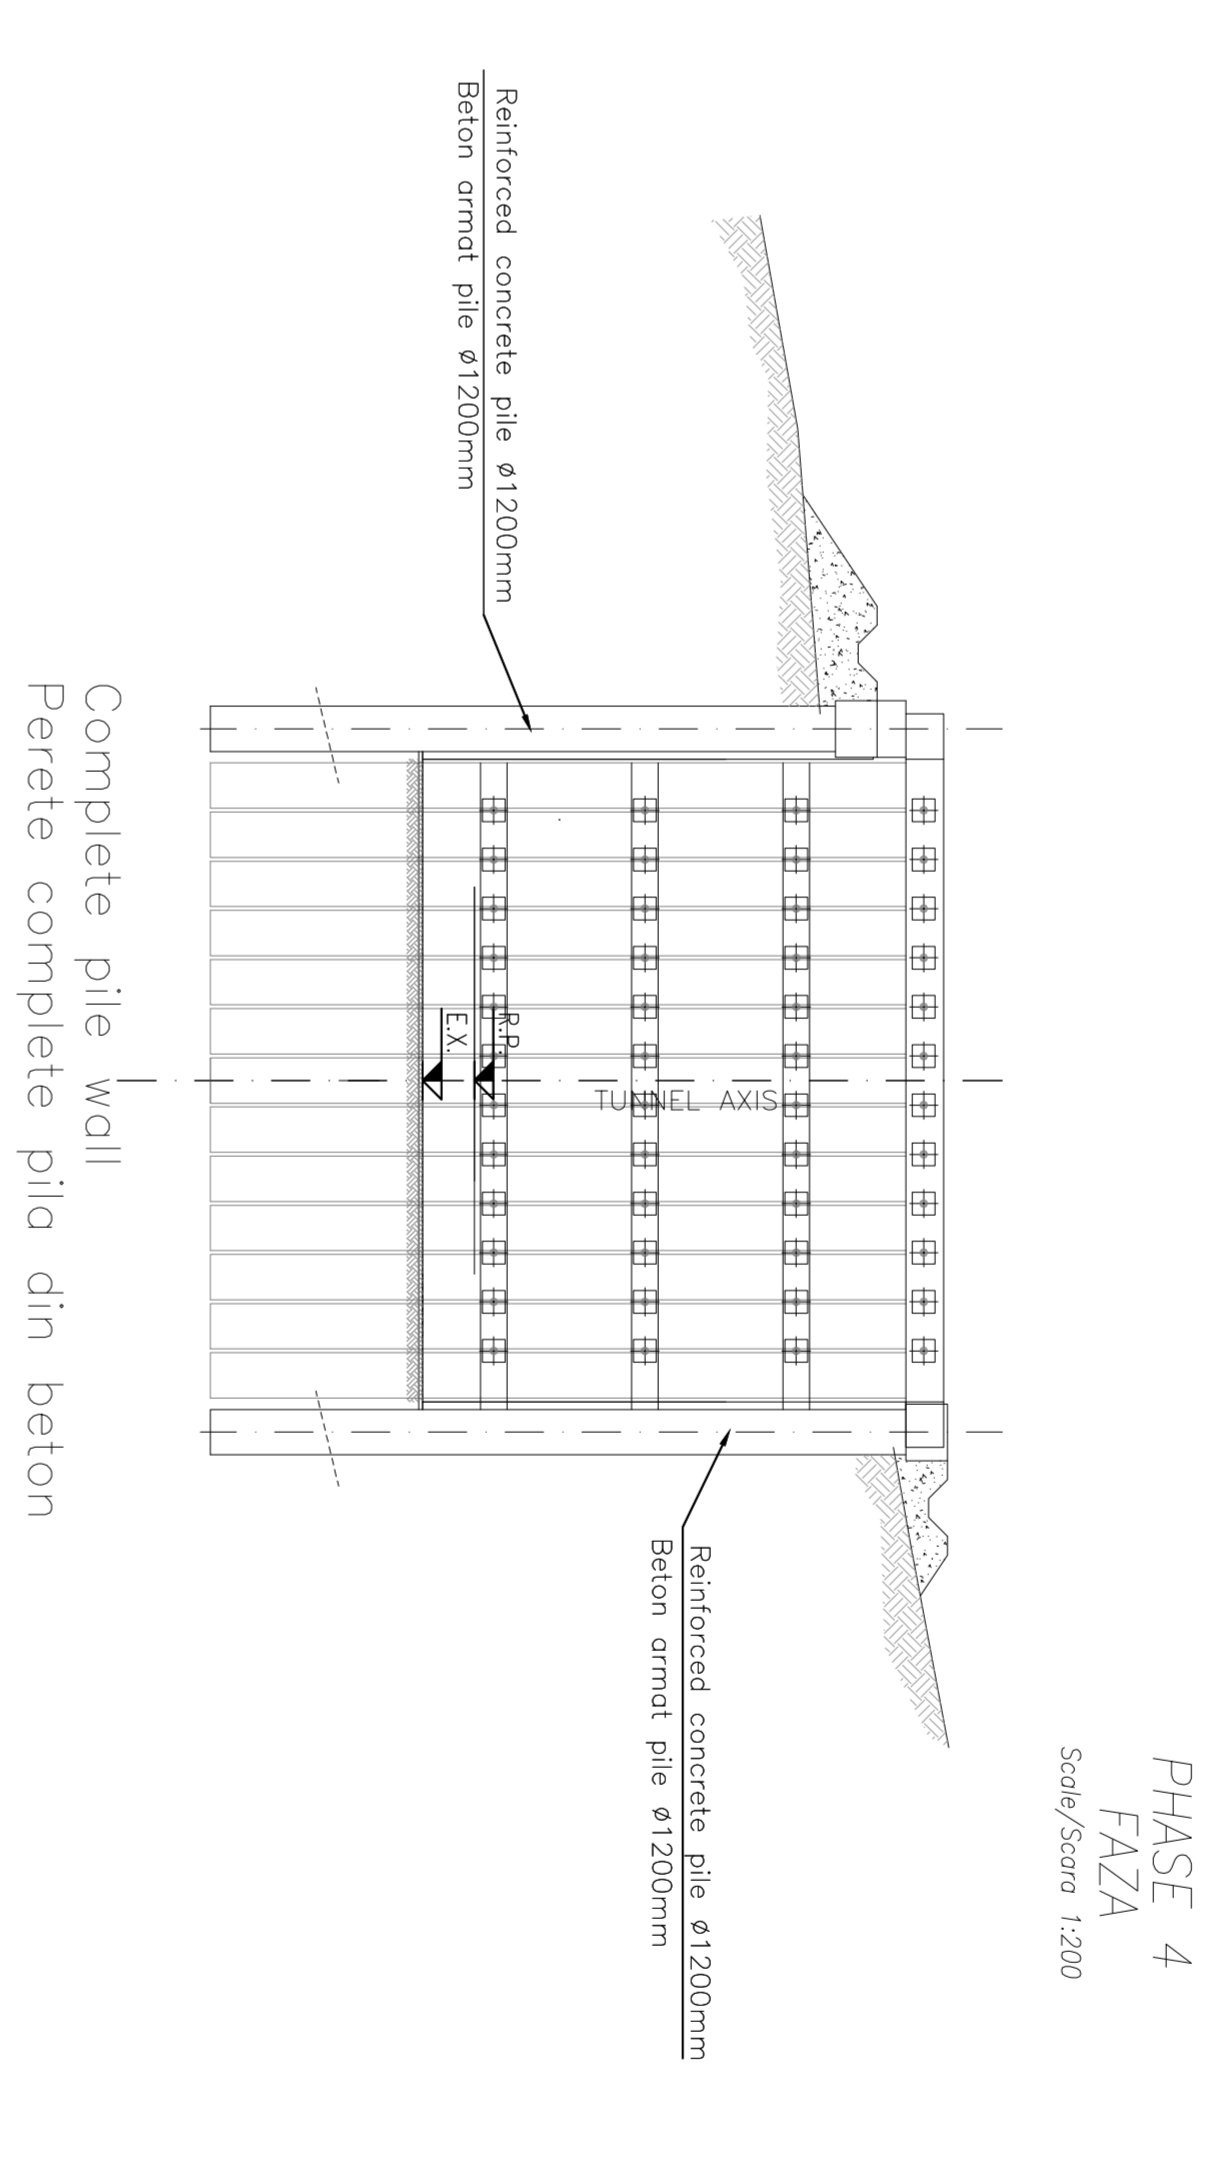 PHASE 4
FAZA
Scale/Scara 1:200
Reinforced concrete pile ø1200mm
Beton armat pile ø1200mm
R.P.
E.X.
TUNNEL AXIS
Reinforced concrete pile ø1200mm
Beton armat pile ø1200mm
Complete pile wall
Perete complete pila din beton